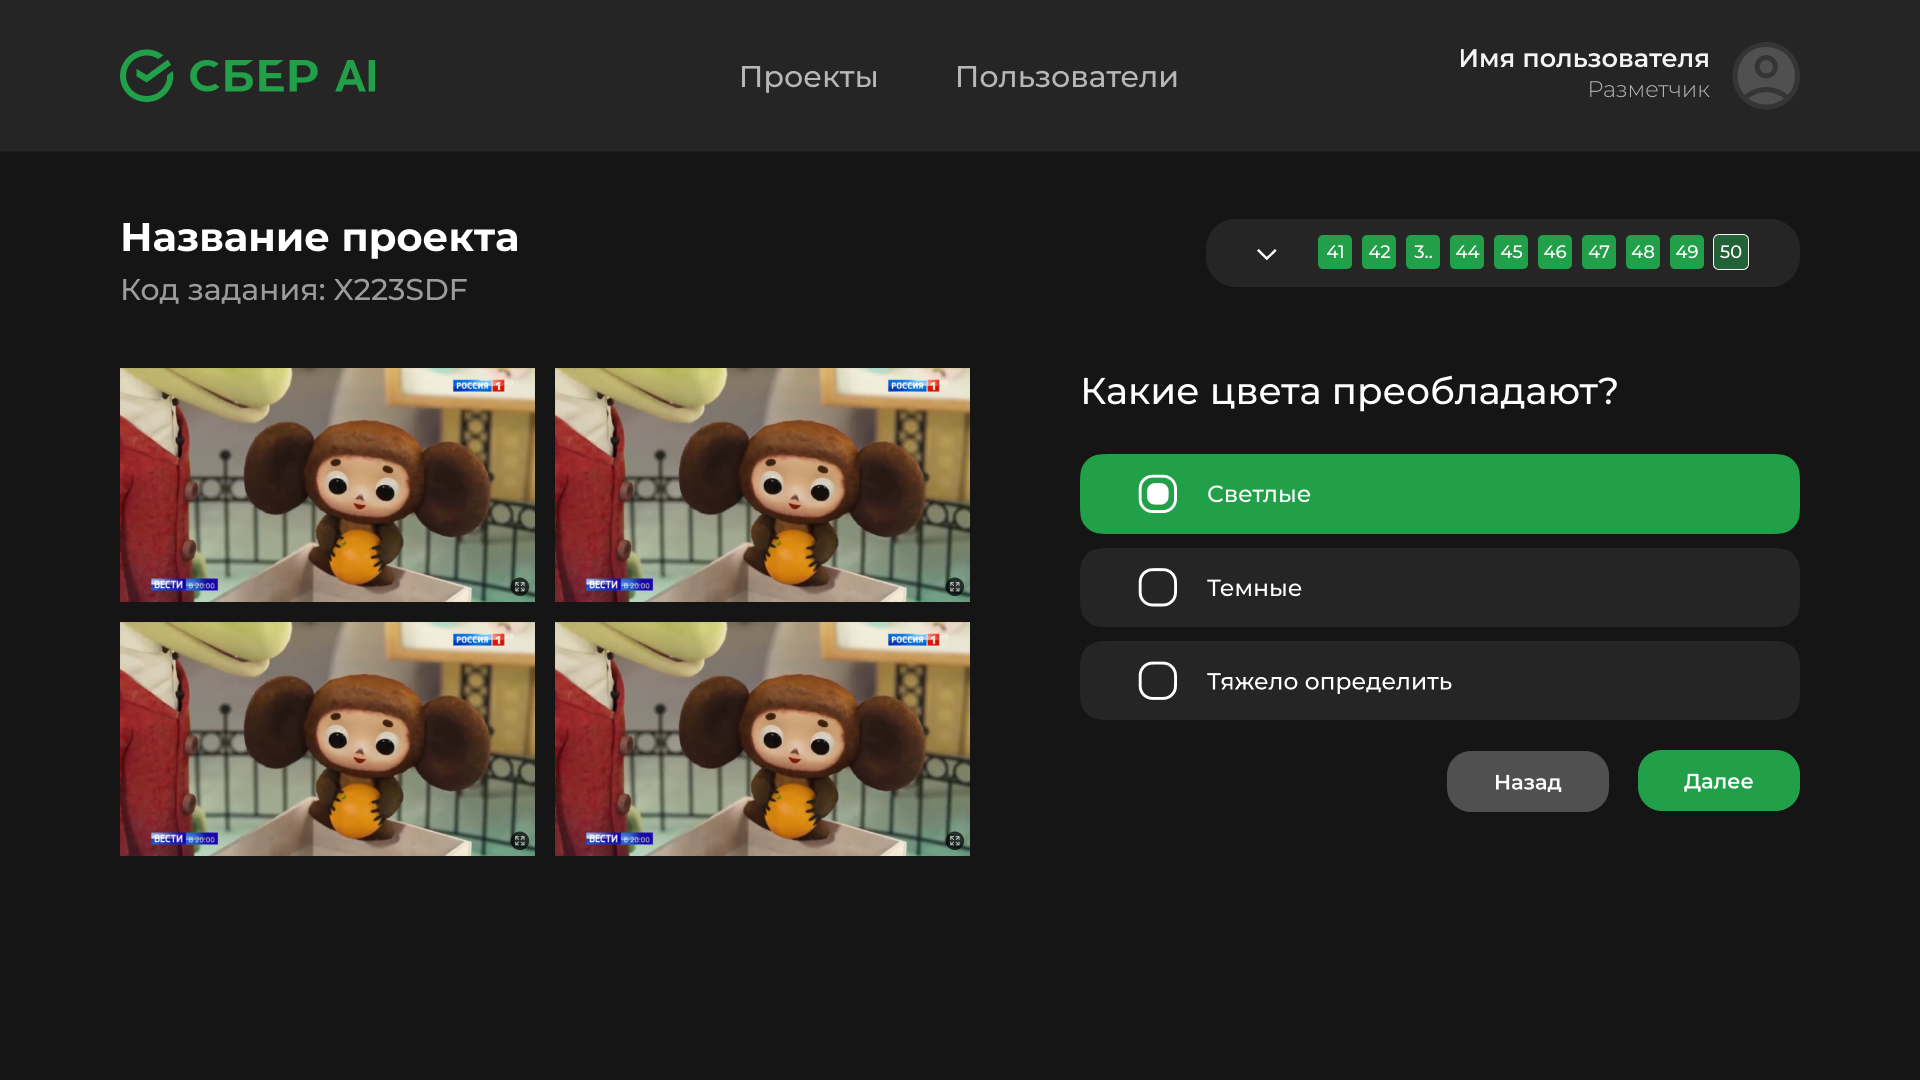 СБЕР AI
Проекты
Пользователи
Имя пользователя
Разметчик
Название проекта
Код задания: X223SDF
41 42 3.. 44 45 46 47 48 49 50
РОССИЯ 1
ВЕСТИ В 20:00
РОССИЯ 1
ВЕСТИ В 20:00
РОССИЯ 1
ВЕСТИ В 20:00
РОССИЯ 1
ВЕСТИ В 20:00
Какие цвета преобладают?
Светлые
Темные
Тяжело определить
Назад
Далее